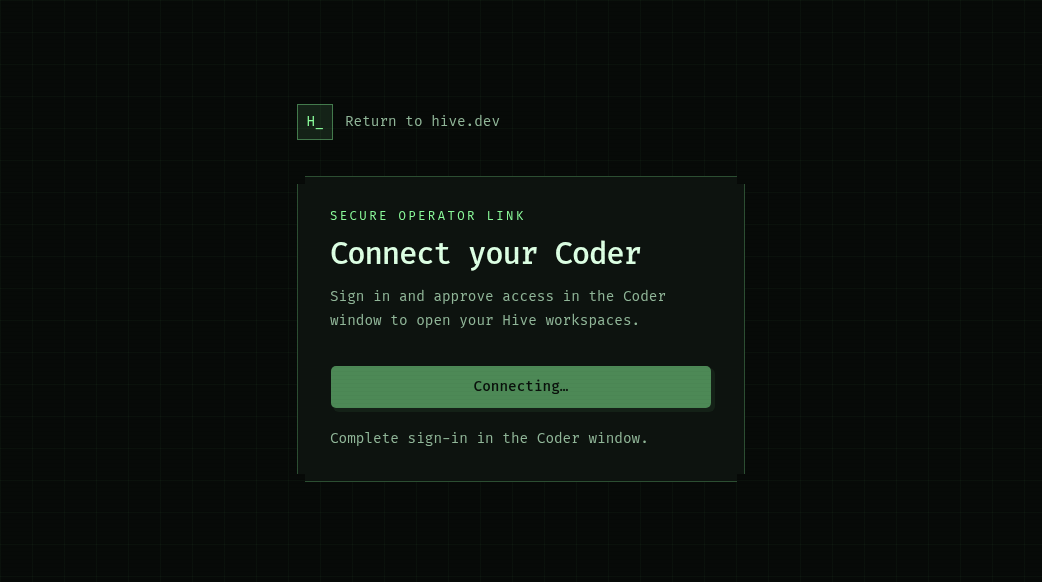 H_ Return to hive.dev
SECURE OPERATOR LINK
Connect your Coder
Sign in and approve access in the Coder
window to open your Hive workspaces.
Connecting…
Complete sign-in in the Coder window.